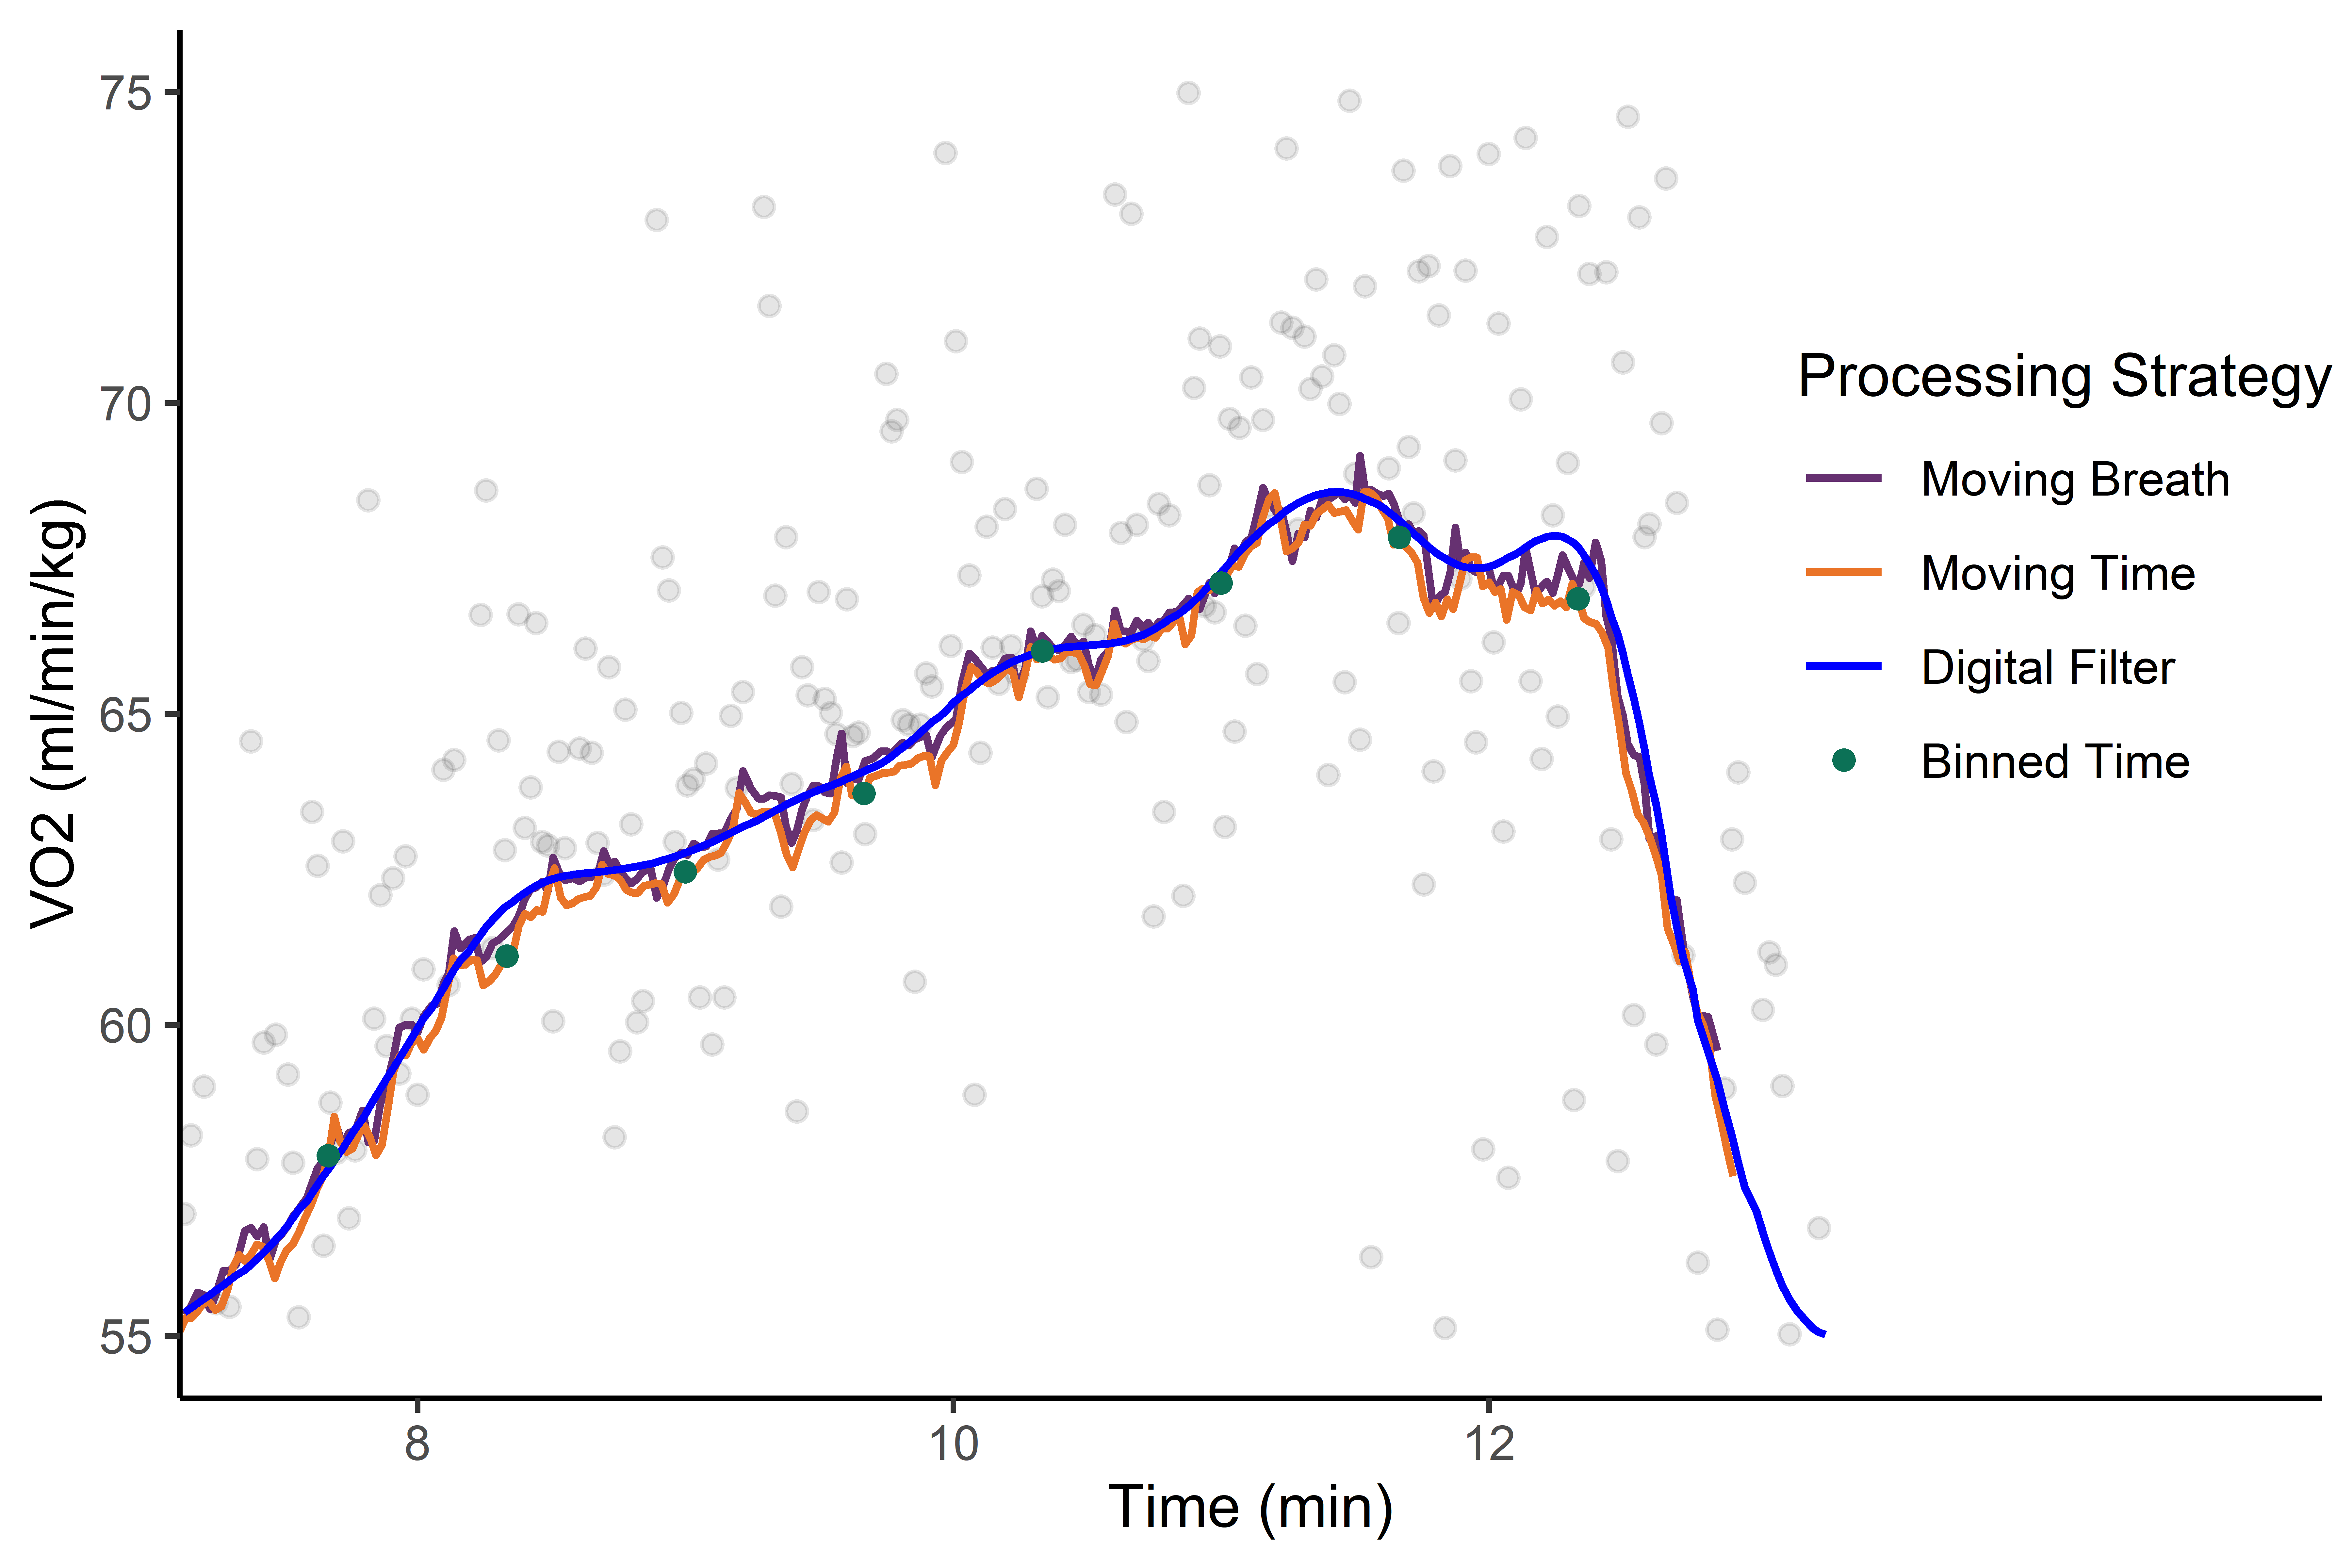 VO2 (ml/min/kg)
75
70
65
60
55
8
10
12
Time (min)
Processing Strategy
Moving Breath
Moving Time
Digital Filter
Binned Time